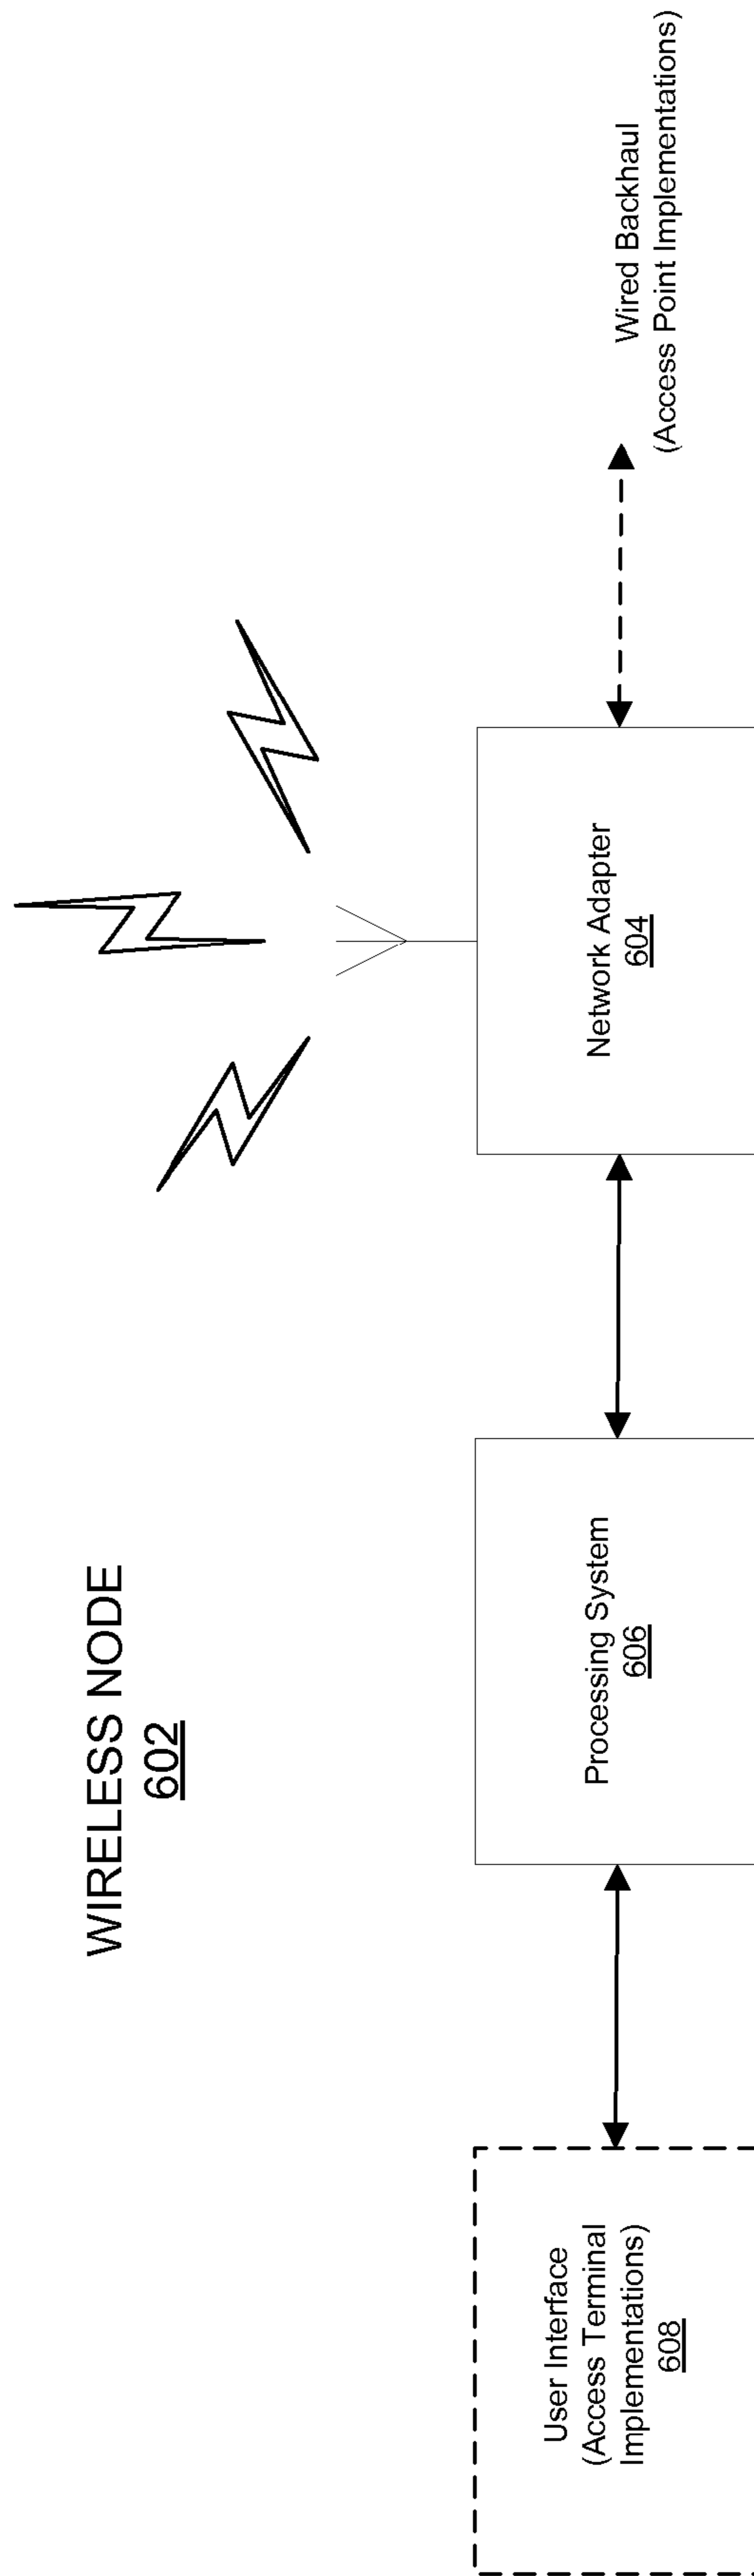 WIRELESS NODE
602
User Interface
(Access Terminal
Implementations)
608
Processing System
606
Network Adapter
604
Wired Backhaul
(Access Point Implementations)